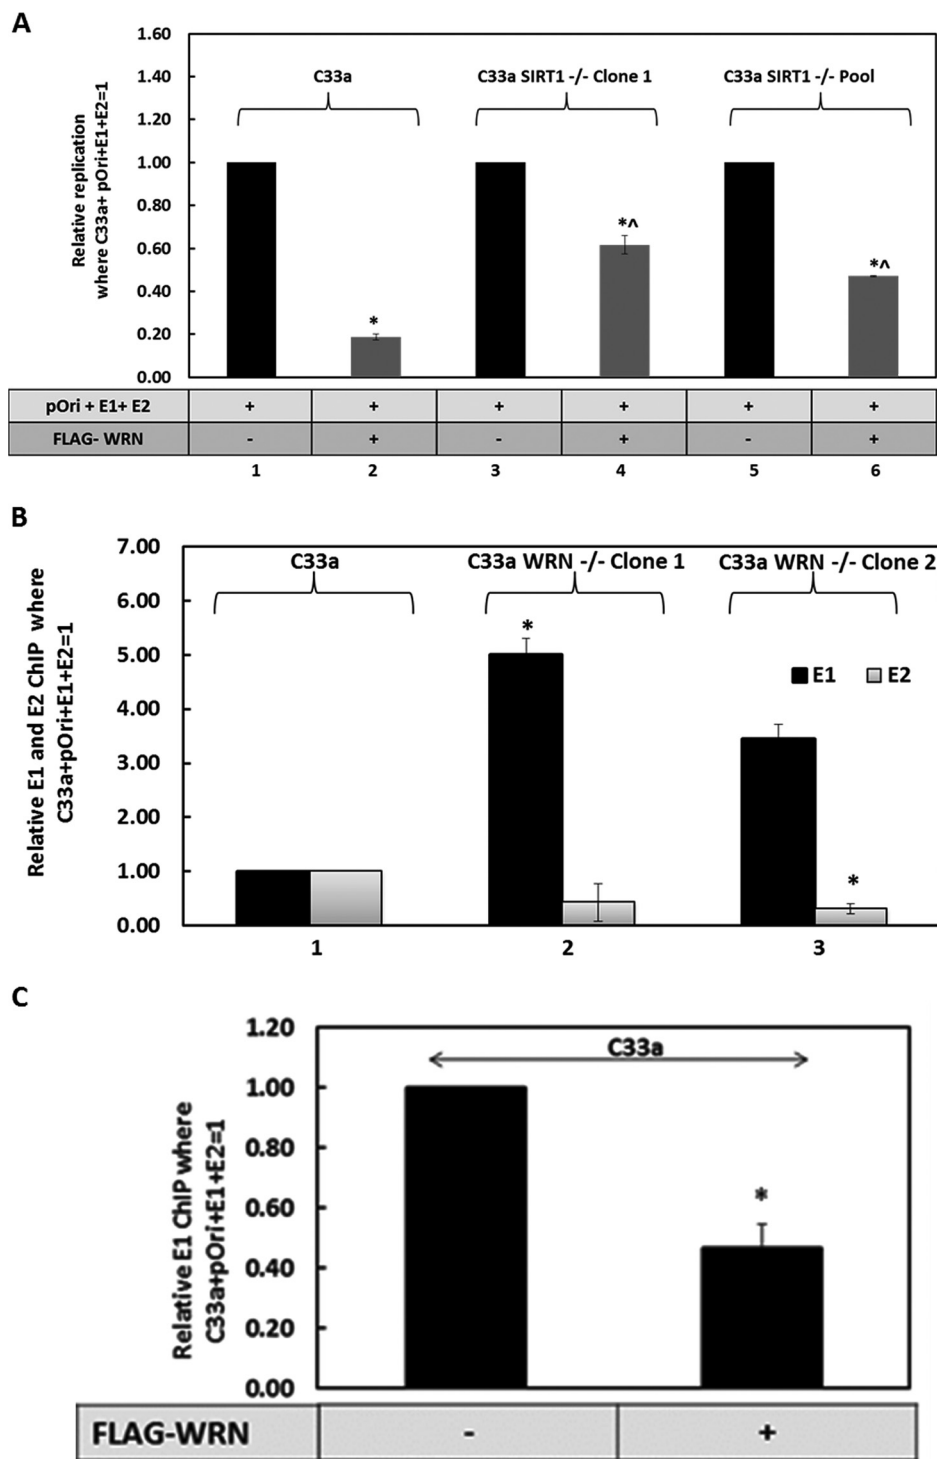 A
Relative replication
where C33a+ pOri+E1+E2=1
1.60
1.40
1.20
1.00
0.80
0.60
0.40
0.20
0.00
C33a
C33a SIRT1 -/- Clone 1
C33a SIRT1 -/- Pool
*
*^
*^
pOri + E1+ E2 + + + + + +
FLAG- WRN - + - + - +
1 2 3 4 5 6
B
Relative E1 and E2 ChIP where
C33a+pOri+E1+E2=1
7.00
6.00
5.00
4.00
3.00
2.00
1.00
0.00
C33a
C33a WRN -/- Clone 1
C33a WRN -/- Clone 2
*
E1 E2
*
1 2 3
C
Relative E1 ChIP where
C33a+pOri+E1+E2=1
1.20
1.00
0.80
0.60
0.40
0.20
0.00
C33a
*
FLAG-WRN - +